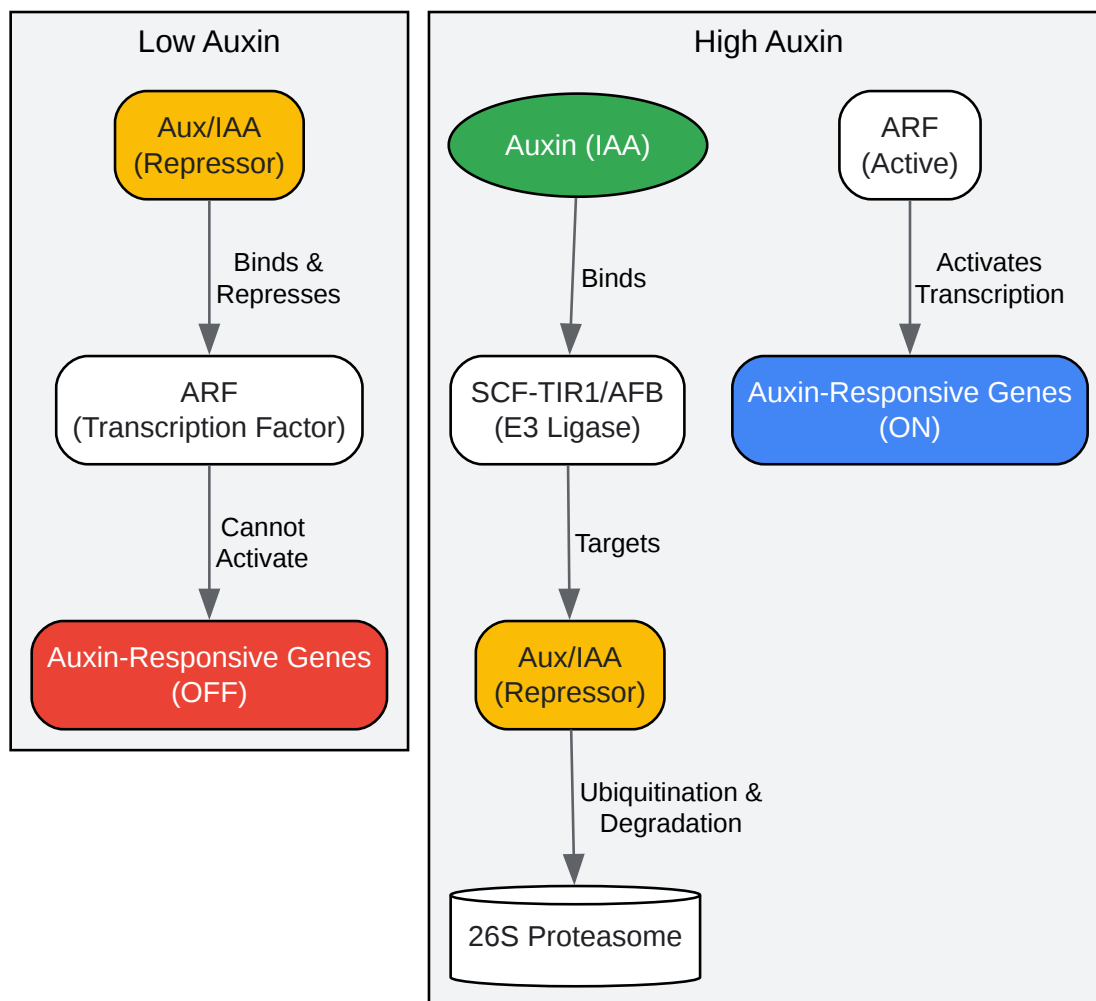 Low Auxin
Aux/IAA
(Repressor)
Binds &
Represses
ARF
(Transcription Factor)
Cannot
Activate
Auxin-Responsive Genes
(OFF)
High Auxin
Auxin (IAA)
Binds
SCF-TIR1/AFB
(E3 Ligase)
Targets
Aux/IAA
(Repressor)
Ubiquitination &
Degradation
26S Proteasome
ARF
(Active)
Activates
Transcription
Auxin-Responsive Genes
(ON)